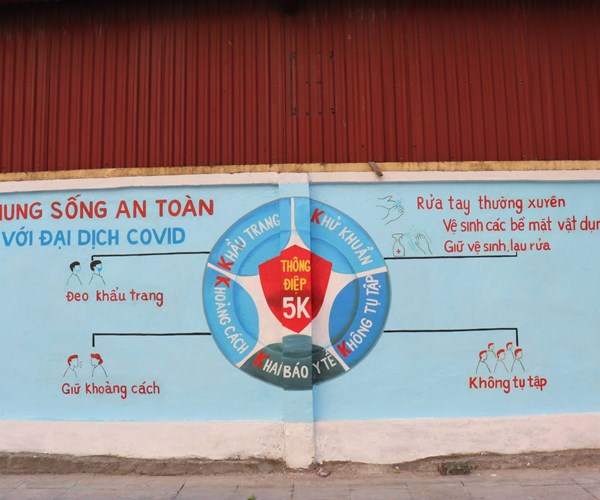 HUNG SỐNG AN TOÀN
VỚI ĐẠI DỊCH COVID
Đeo khẩu trang
Giữ khoảng cách
KHẨU TRANG
KHỬ KHUẨN
KHOẢNG CÁCH
KHÔNG TỤ TẬP
KHAI BÁO Y TẾ
THÔNG
ĐIỆP
5K
Rửa tay thường xuyên
Vệ sinh các bề mặt vật dụn
Giữ vệ sinh, lau rửa
Không tụ tập